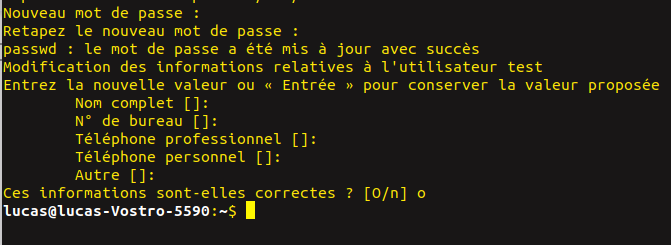 Nouveau mot de passe :
Retapez le nouveau mot de passe :
passwd : le mot de passe a été mis à jour avec succès
Modification des informations relatives à l'utilisateur test
Entrez la nouvelle valeur ou « Entrée » pour conserver la valeur proposée
Nom complet []:
N° de bureau []:
Téléphone professionnel []:
Téléphone personnel []:
Autre []:
Ces informations sont-elles correctes ? [O/n] o
lucas@lucas-Vostro-5590:~$